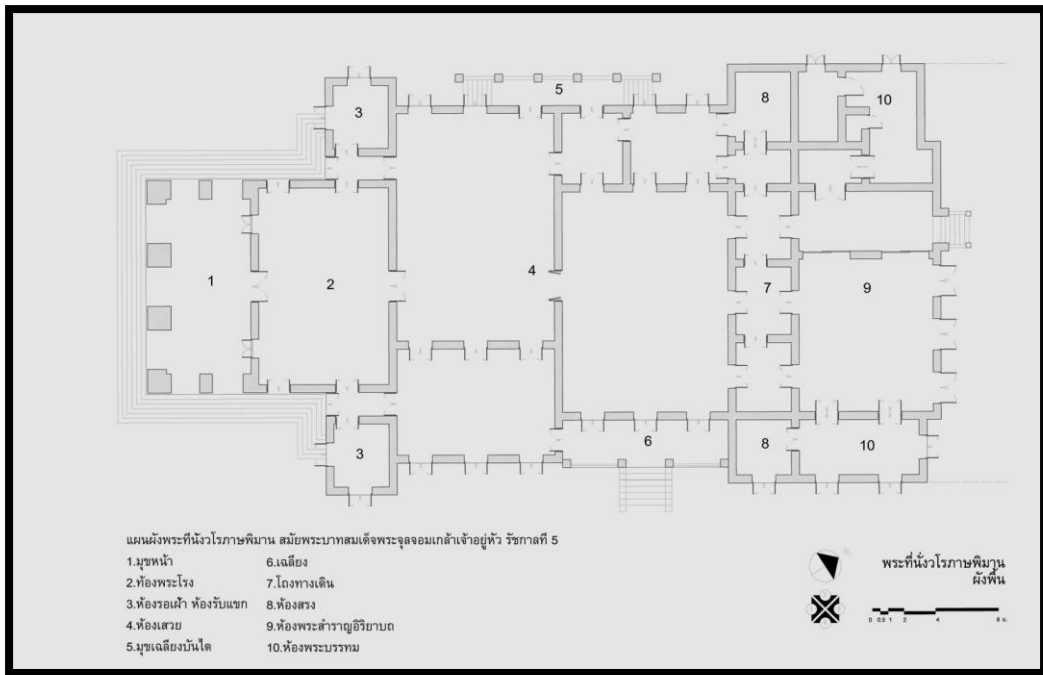 3
5
8
10
1
2
4
7
9
3
6
8
10
แผนผังพระที่นั่งวโรภาษพิมาน สมัยพระบาทสมเด็จพระจุลจอมเกล้าเจ้าอยู่หัว รัชกาลที่ 5
1.มุขหน้า
2.ท้องพระโรง
3.ห้องรอเฝ้า ห้องรับแขก
4.ห้องเสวย
5.มุขเฉลียงบันได
6.เฉลียง
7.โถงทางเดิน
8.ห้องสรง
9.ห้องพระสำราญอิริยาบถ
10.ห้องพระบรรทม
N.
พระที่นั่งวโรภาษพิมาน
ผังพื้น
0 0.5 1 2 4 8 ม.